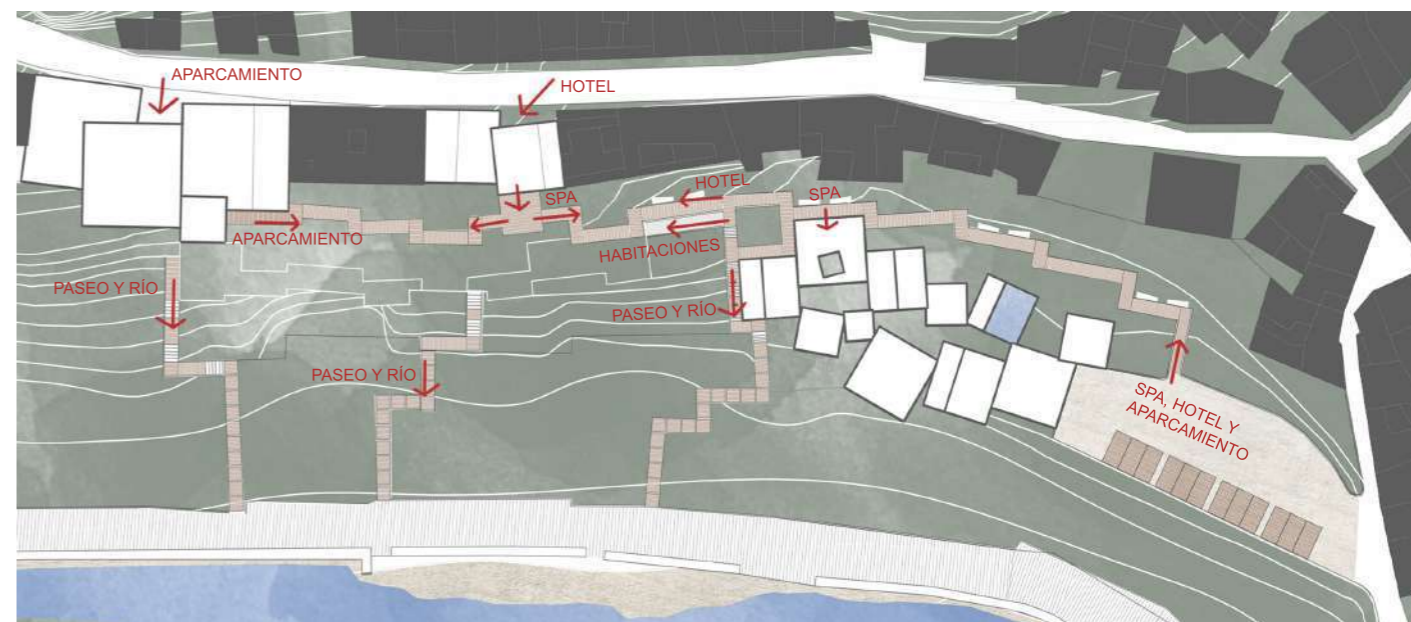 APARCAMIENTO
HOTEL
HOTEL
SPA
SPA
APARCAMIENTO
HABITACIONES
PASEO Y RÍO
PASEO Y RÍO
PASEO Y RÍO
SPA, HOTEL Y
APARCAMIENTO